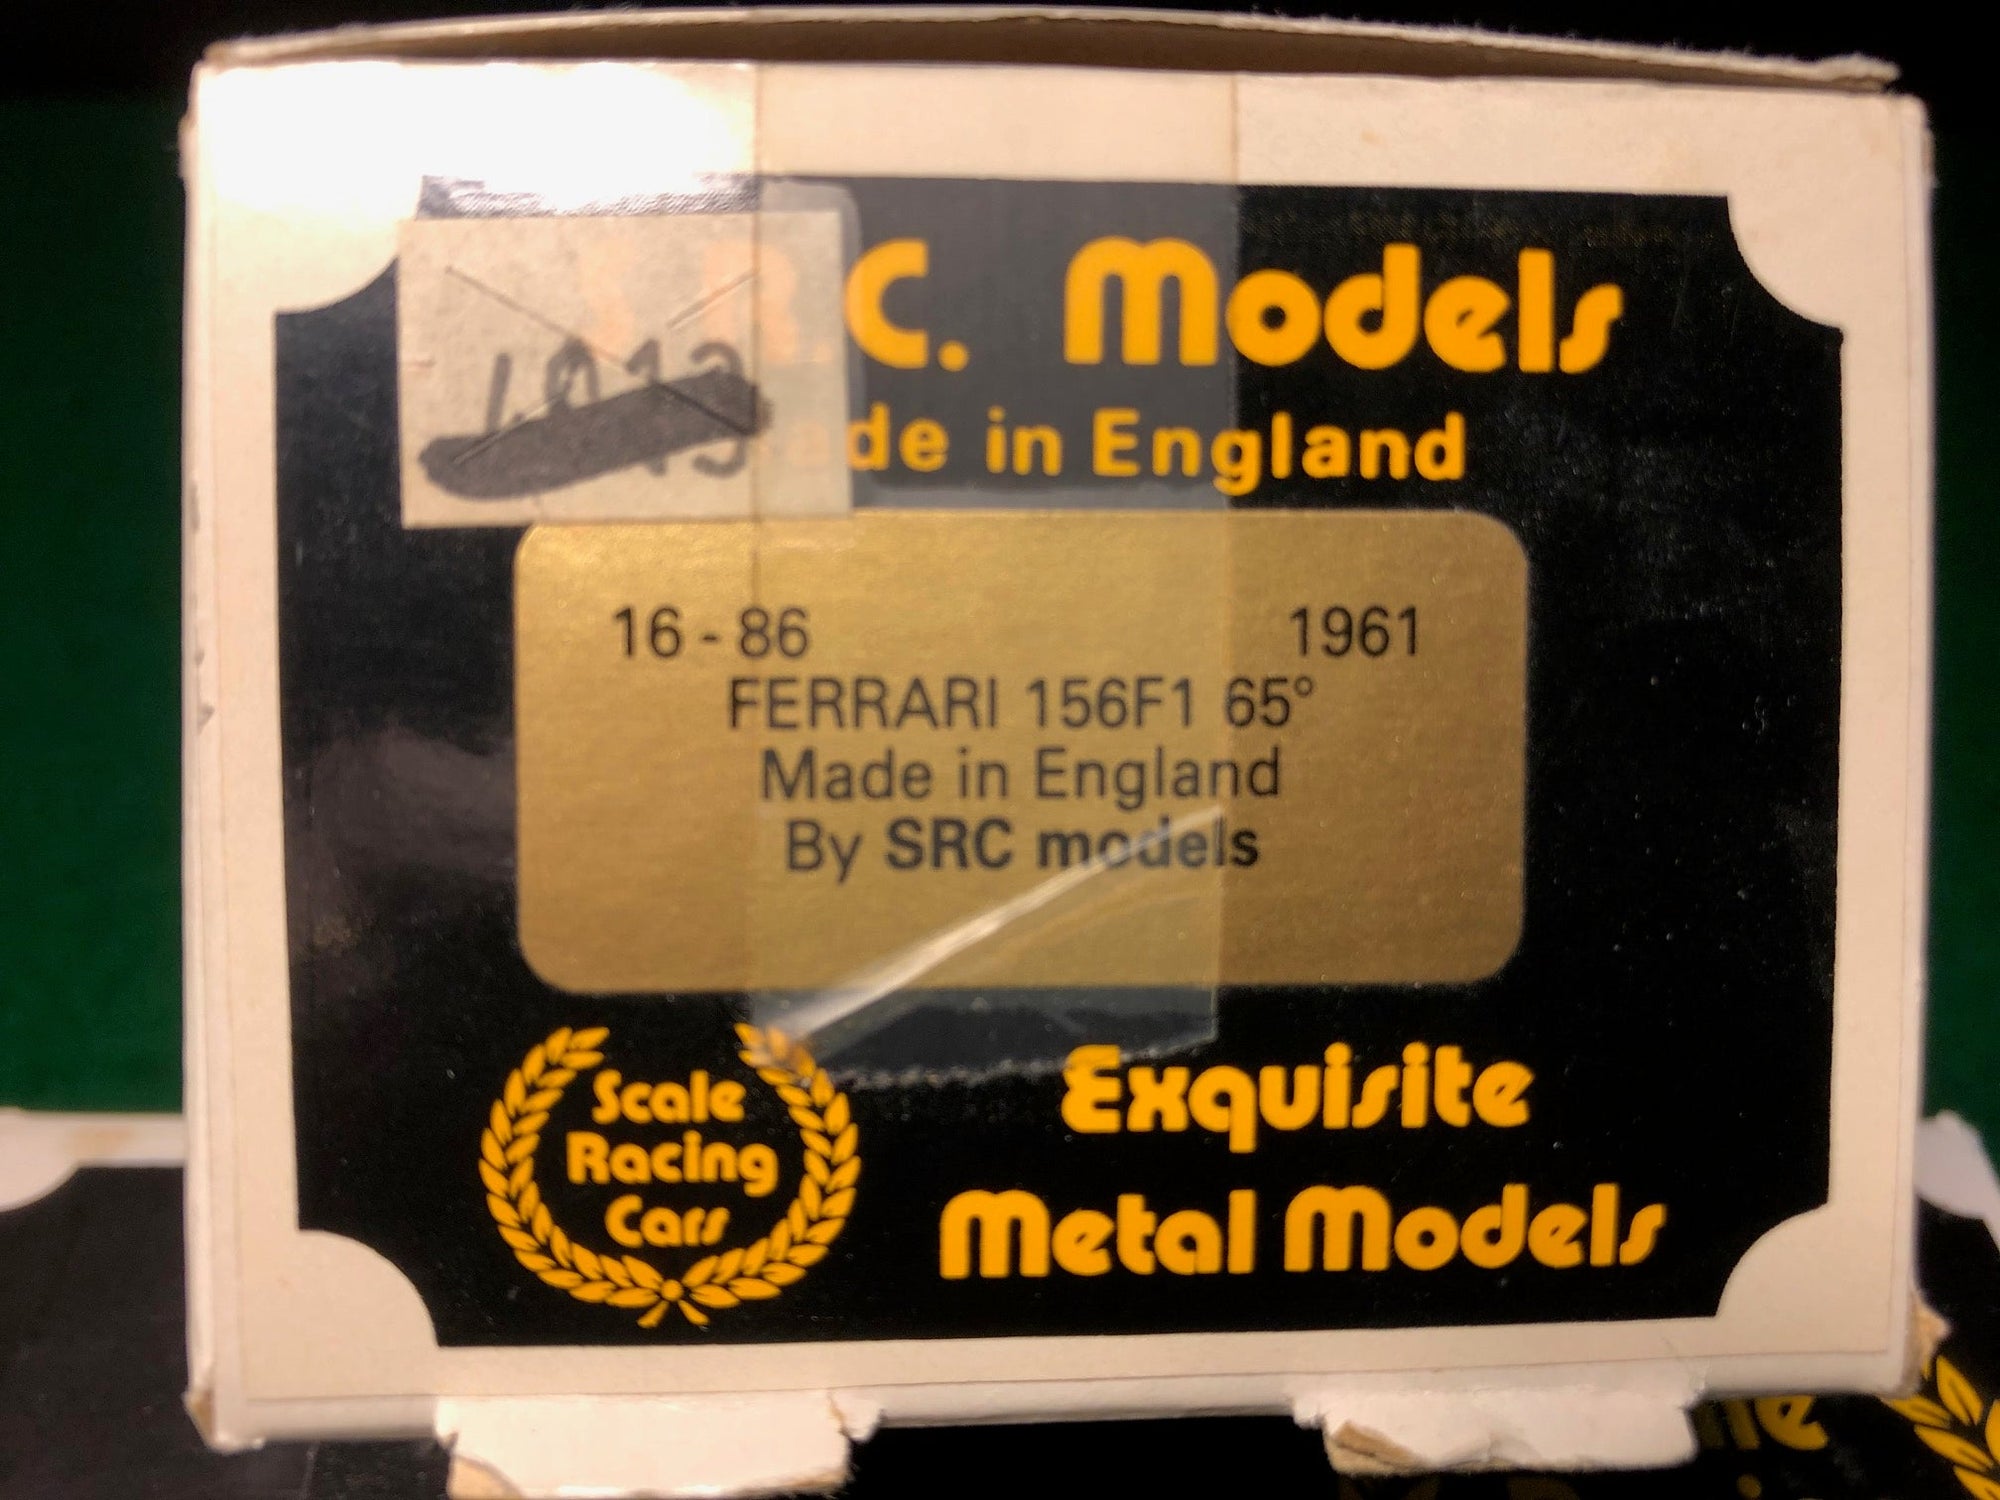 R.C. Models
de in England
16-86 1961
FERRARI 156F1 65°
Made in England
By SRC models
Scale
Racing
Cars
Exquisite
Metal Models